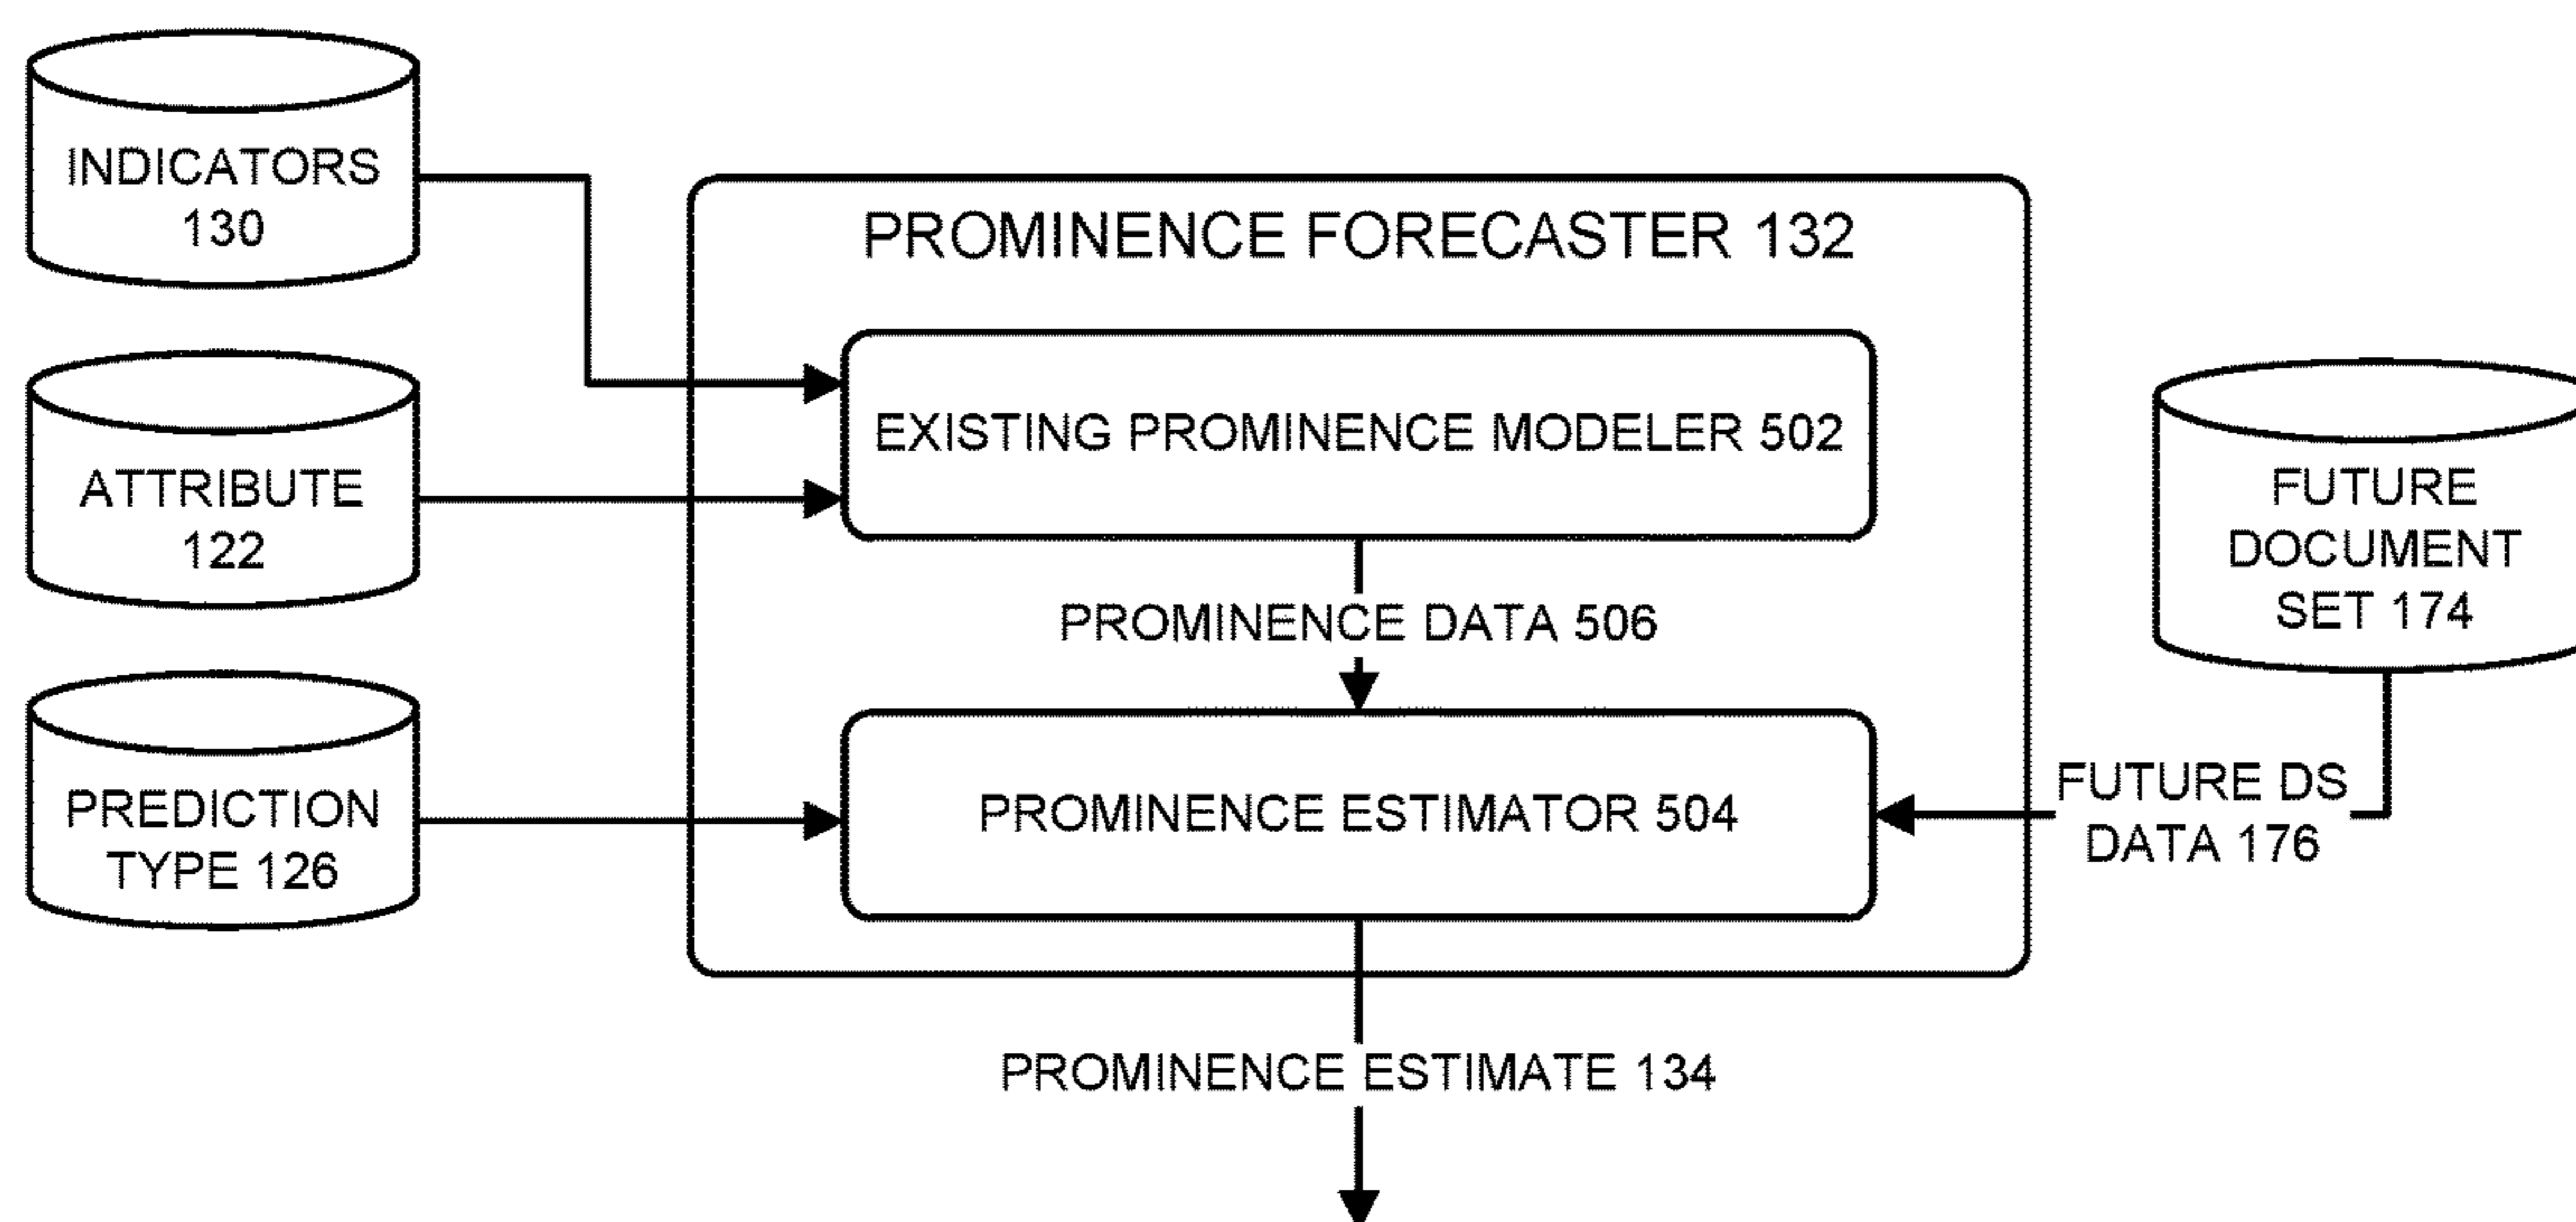 INDICATORS
130
PROMINENCE FORECASTER 132
EXISTING PROMINENCE MODELER 502
ATTRIBUTE
122
FUTURE
DOCUMENT
SET 174
PROMINENCE DATA 506
PREDICTION
TYPE 126
PROMINENCE ESTIMATOR 504
FUTURE DS
DATA 176
PROMINENCE ESTIMATE 134